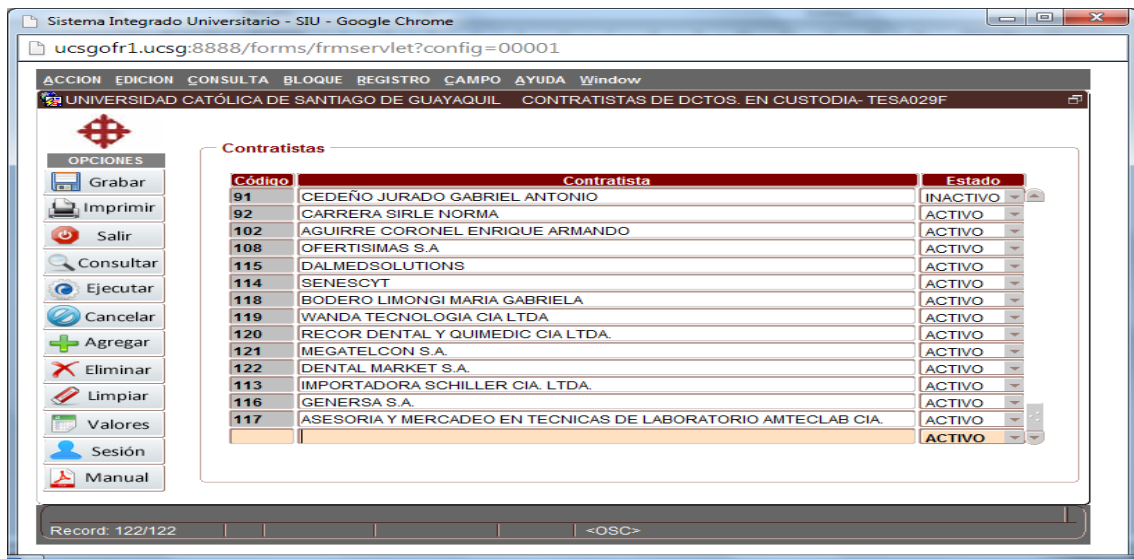 Sistema Integrado Universitario - SIU - Google Chrome
ucsgofr1.ucsg:8888/forms/frmservlet?config=00001
ACCION EDICION CONSULTA BLOQUE REGISTRO CAMPO AYUDA Window
UNIVERSIDAD CATÓLICA DE SANTIAGO DE GUAYAQUIL CONTRATISTAS DE DCTOS. EN CUSTODIA- TESA029F
OPCIONES
Grabar
Imprimir
Salir
Consultar
Ejecutar
Cancelar
Agregar
Eliminar
Limpiar
Valores
Sesión
Manual
Contratistas
Código Contratista Estado
91 CEDEÑO JURADO GABRIEL ANTONIO INACTIVO
92 CARRERA SIRLE NORMA ACTIVO
102 AGUIRRE CORONEL ENRIQUE ARMANDO ACTIVO
108 OFERTISIMAS S.A ACTIVO
115 DALMEDSOLUTIONS ACTIVO
114 SENESCYT ACTIVO
118 BODERO LIMONGI MARIA GABRIELA ACTIVO
119 WANDA TECNOLOGIA CIA LTDA ACTIVO
120 RECOR DENTAL Y QUIMEDIC CIA LTDA. ACTIVO
121 MEGATELCON S.A. ACTIVO
122 DENTAL MARKET S.A. ACTIVO
113 IMPORTADORA SCHILLER CIA. LTDA. ACTIVO
116 GENERSA S.A. ACTIVO
117 ASESORIA Y MERCADEO EN TECNICAS DE LABORATORIO AMTECLAB CIA. ACTIVO
ACTIVO
Record: 122/122 <OSC>